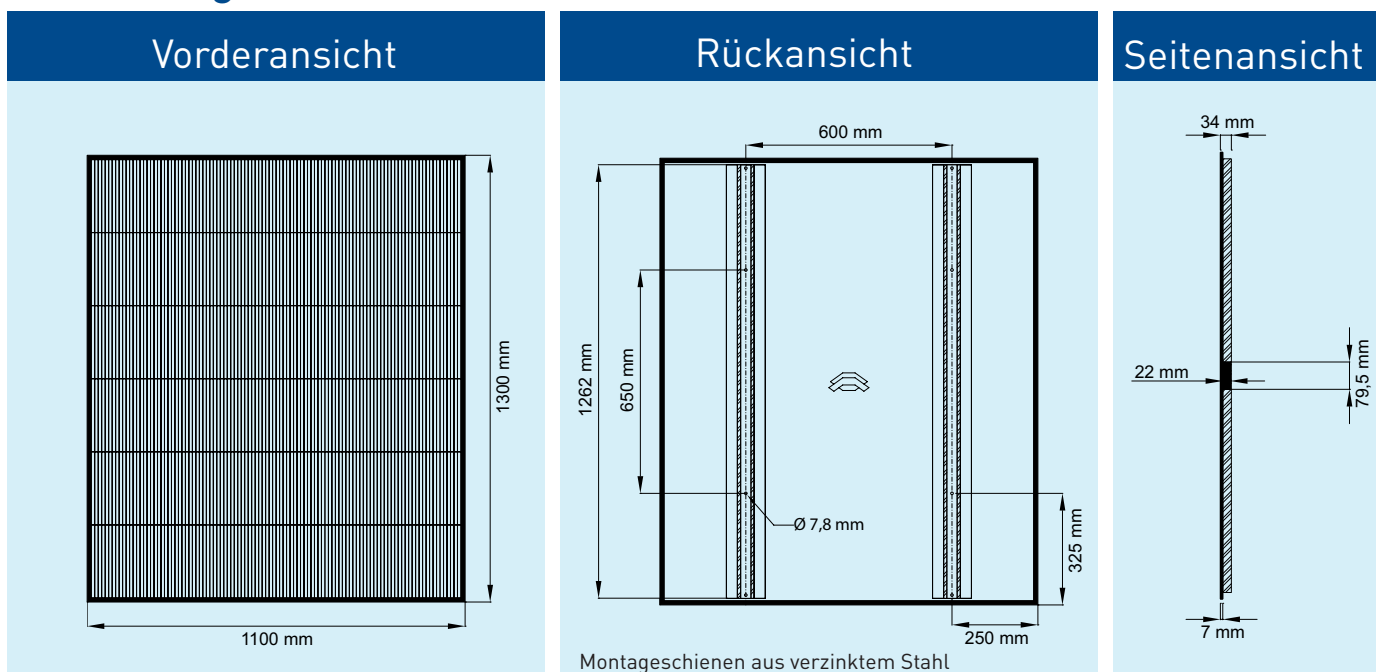 Vorderansicht
1300 mm
1100 mm
Rückansicht
600 mm
1262 mm
650 mm
Ø 7,8 mm
325 mm
250 mm
Montageschienen aus verzinktem Stahl
Seitenansicht
34 mm
22 mm
79,5 mm
7 mm